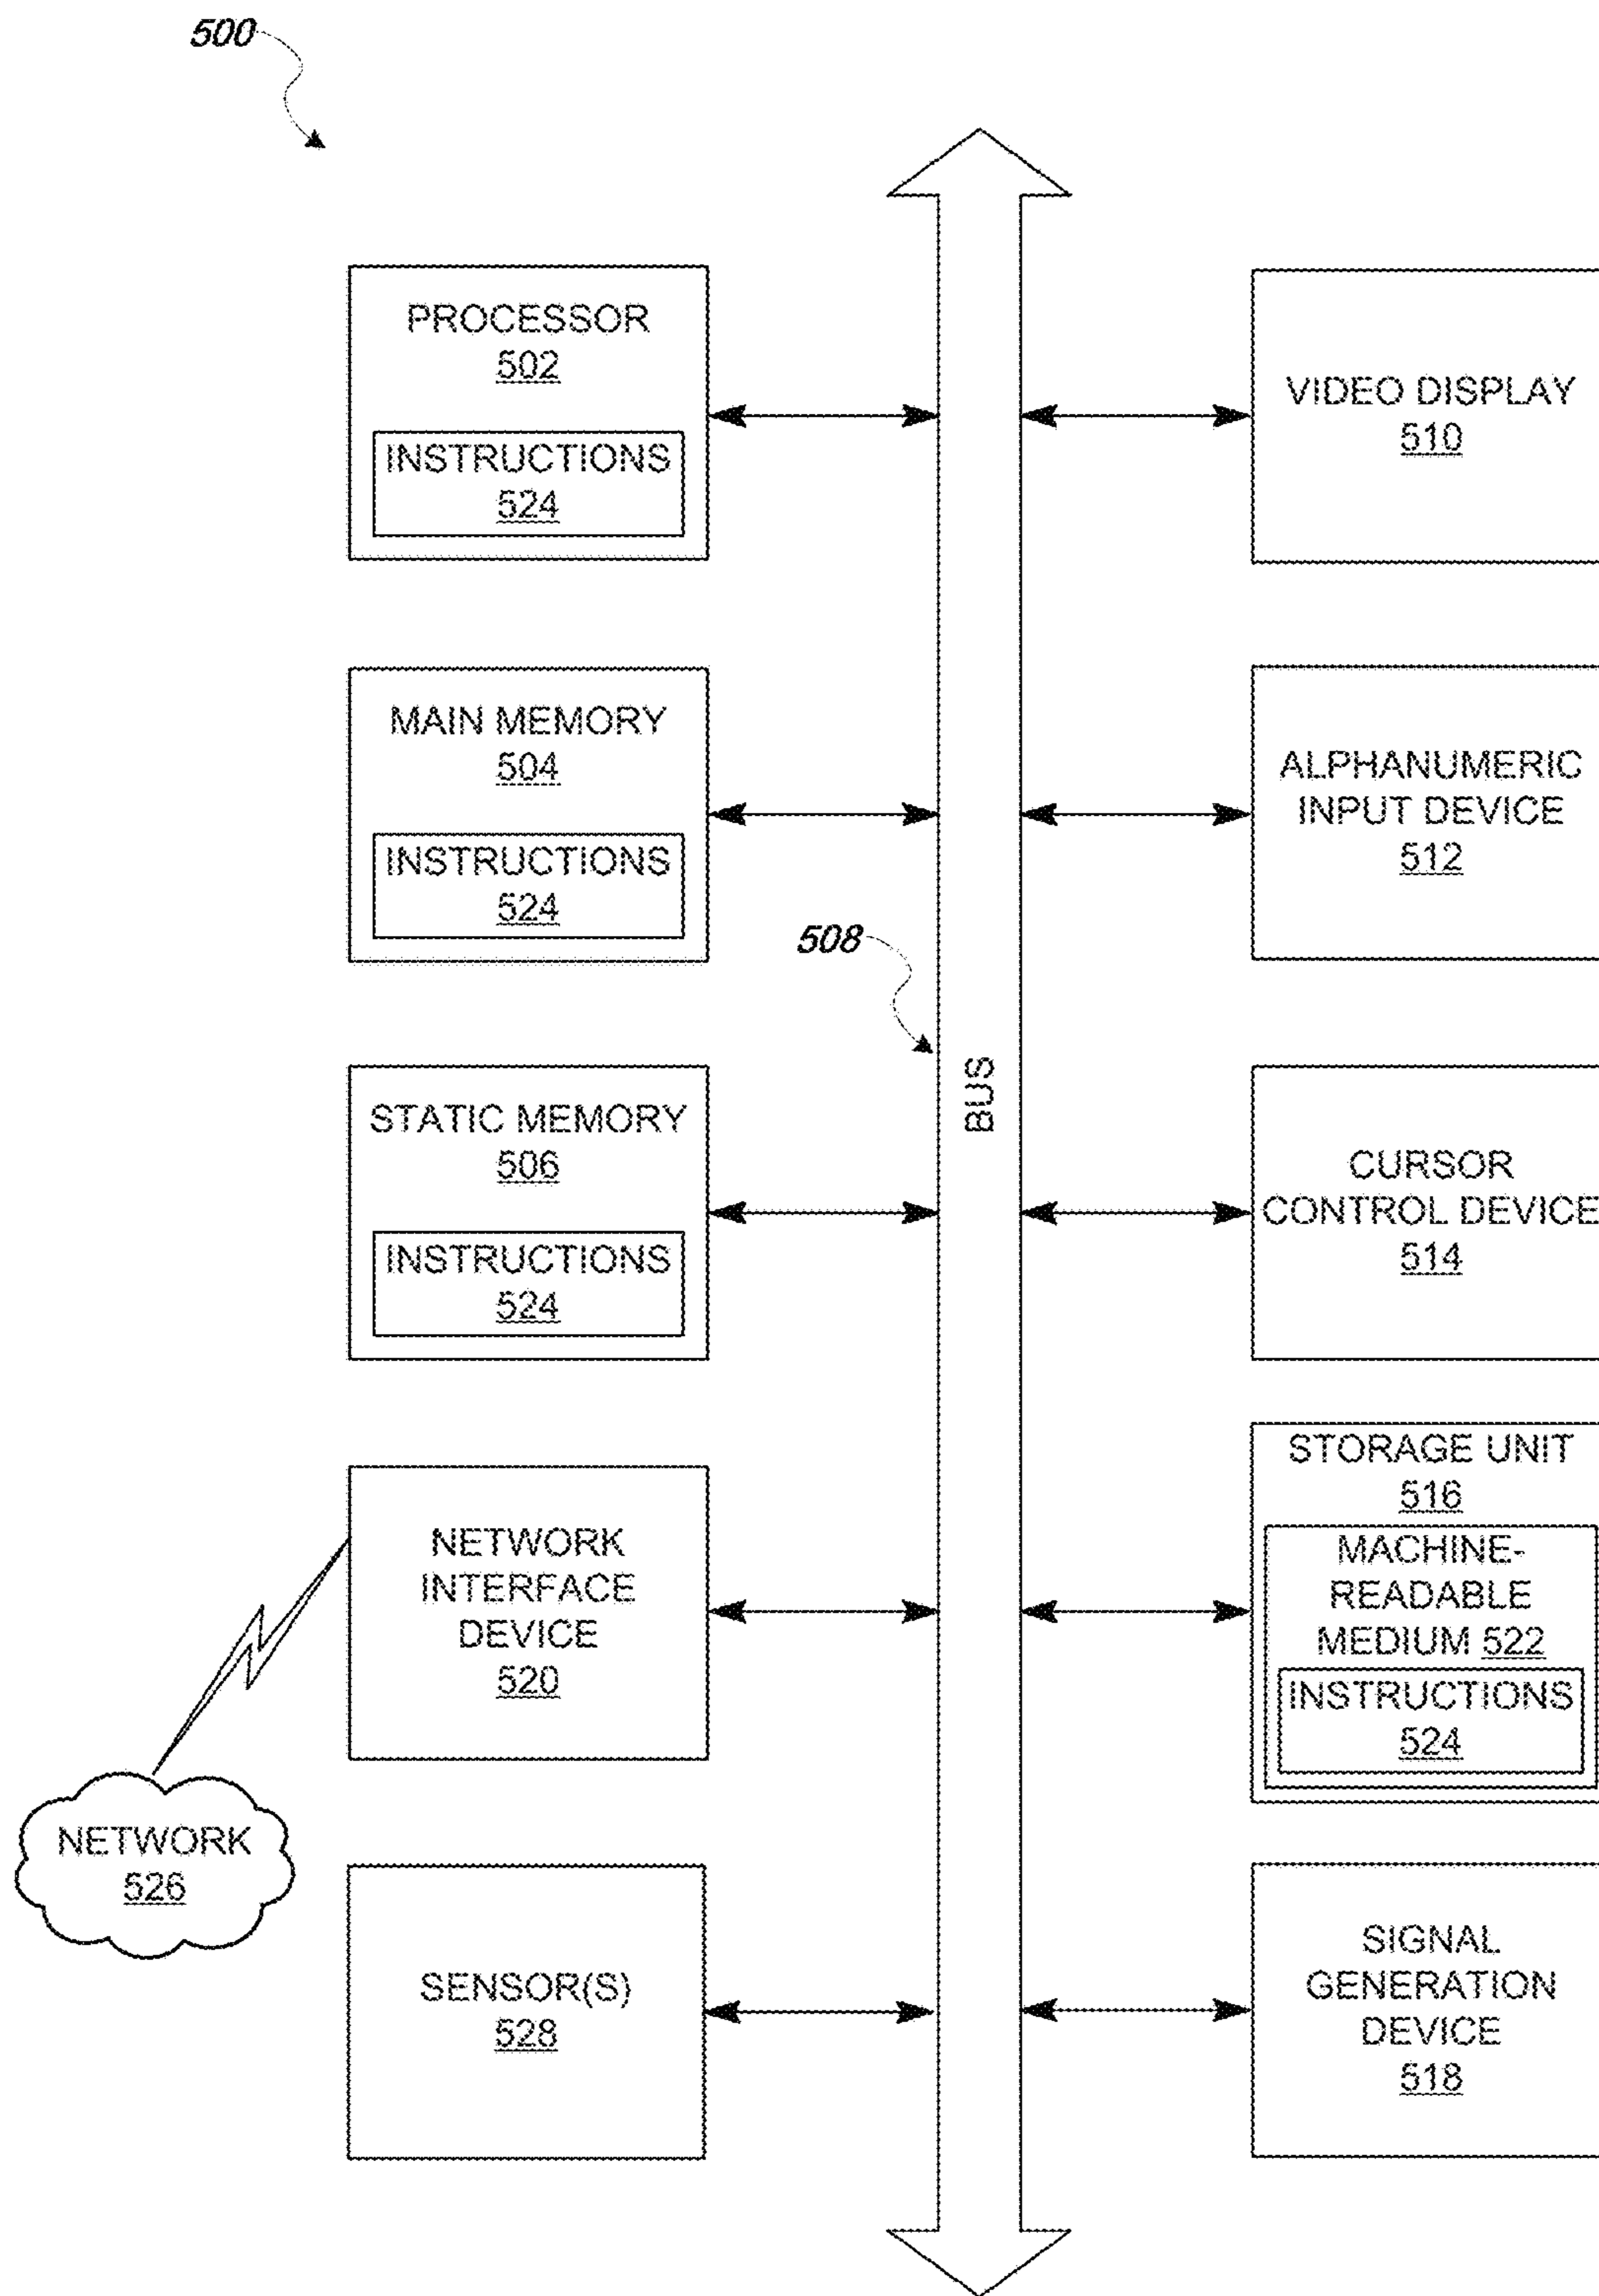 500
PROCESSOR
502
INSTRUCTIONS
524
VIDEO DISPLAY
510
MAIN MEMORY
504
INSTRUCTIONS
524
ALPHANUMERIC
INPUT DEVICE
512
508
BUS
STATIC MEMORY
506
INSTRUCTIONS
524
CURSOR
CONTROL DEVICE
514
NETWORK
INTERFACE
DEVICE
520
STORAGE UNIT
516
MACHINE-
READABLE
MEDIUM 522
INSTRUCTIONS
524
NETWORK
526
SENSOR(S)
528
SIGNAL
GENERATION
DEVICE
518